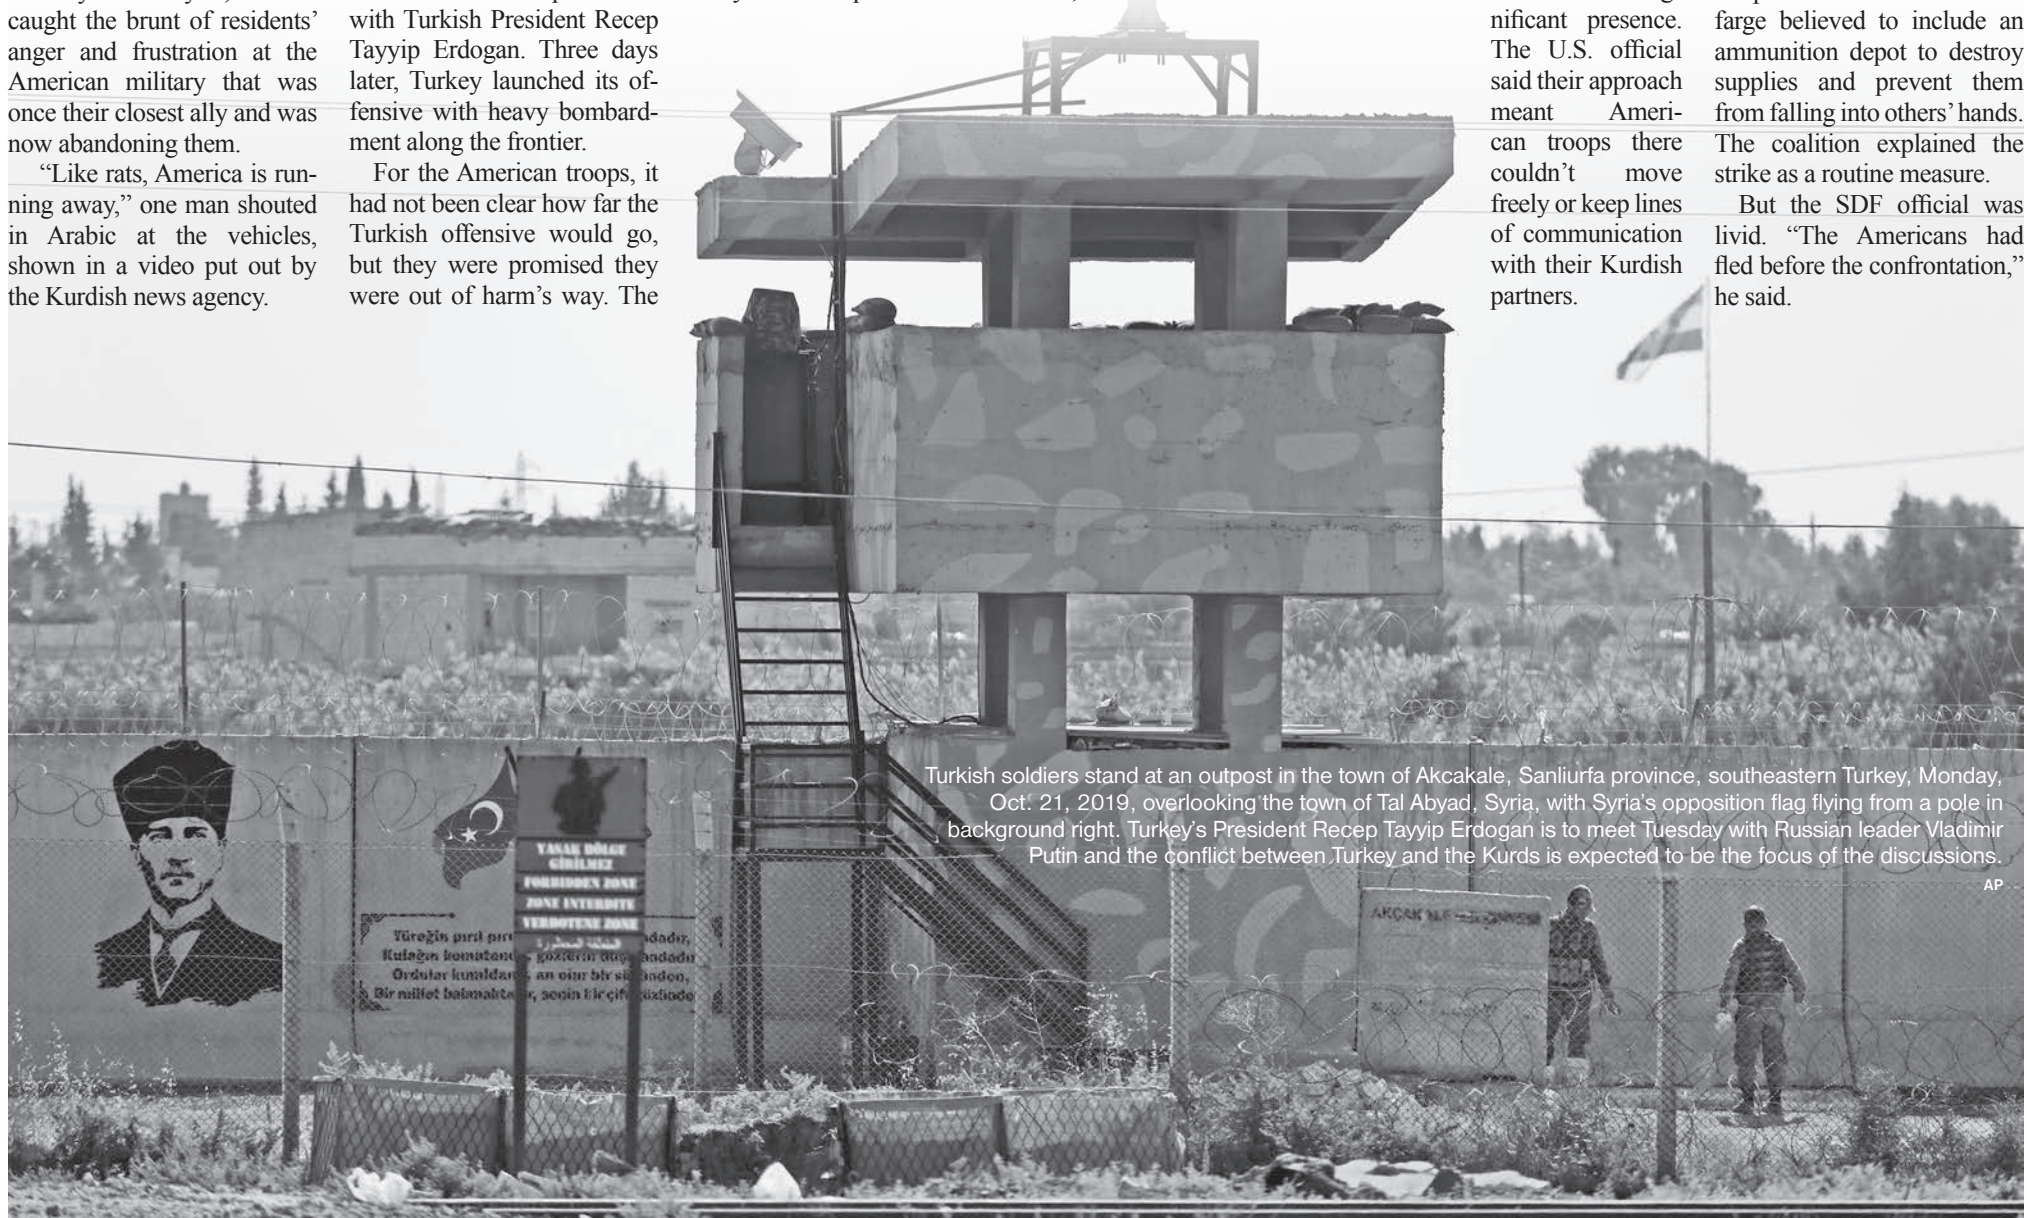 caught the brunt of residents’
anger and frustration at the
American military that was
once their closest ally and was
now abandoning them.
“Like rats, America is run-
ning away,” one man shouted
in Arabic at the vehicles,
shown in a video put out by
the Kurdish news agency.
with Turkish President Recep
Tayyip Erdogan. Three days
later, Turkey launched its of-
fensive with heavy bombard-
ment along the frontier.
For the American troops, it
had not been clear how far the
Turkish offensive would go,
but they were promised they
were out of harm’s way. The
nificant presence.
The U.S. official
said their approach
meant Ameri-
can troops there
couldn’t move
freely or keep lines
of communication
with their Kurdish
partners.
farge believed to include an
ammunition depot to destroy
supplies and prevent them
from falling into others’ hands.
The coalition explained the
strike as a routine measure.
But the SDF official was
livid. “The Americans had
fled before the confrontation,”
he said.
Turkish soldiers stand at an outpost in the town of Akcakale, Sanliurfa province, southeastern Turkey, Monday,
Oct. 21, 2019, overlooking the town of Tal Abyad, Syria, with Syria’s opposition flag flying from a pole in
background right. Turkey’s President Recep Tayyip Erdogan is to meet Tuesday with Russian leader Vladimir
Putin and the conflict between Turkey and the Kurds is expected to be the focus of the discussions.
AP
YASAK BÖLGE
GİRİLMEZ
FORBIDDEN ZONE
ZONE INTERDITE
VERBOTENE ZONE
Yüreğin pırıl
Kulağın gözlerin
Ordular an
Bir millet senin bir çift
AKÇAKALE